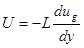 U = -L du_g/dy